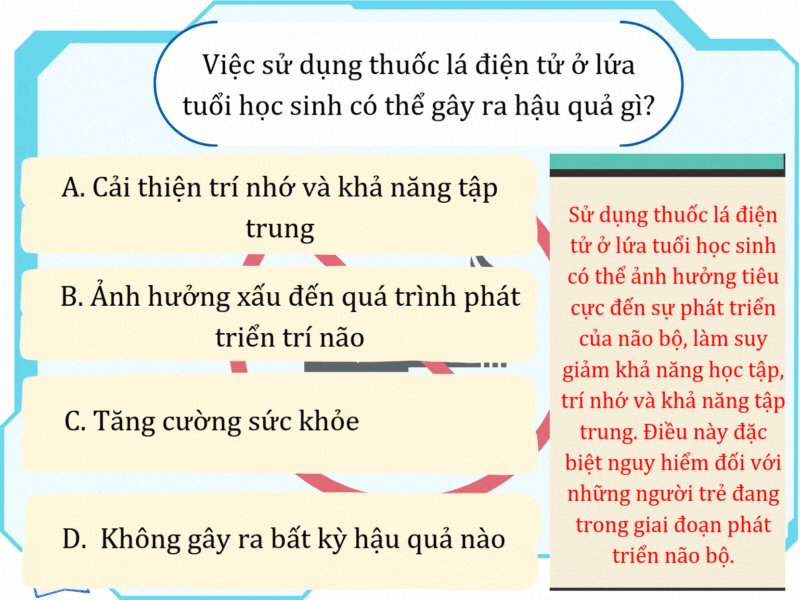 Việc sử dụng thuốc lá điện tử ở lứa
tuổi học sinh có thể gây ra hậu quả gì?
A. Cải thiện trí nhớ và khả năng tập
trung
B. Ảnh hưởng xấu đến quá trình phát
triển trí não
C. Tăng cường sức khỏe
D. Không gây ra bất kỳ hậu quả nào
Sử dụng thuốc lá điện
tử ở lứa tuổi học sinh
có thể ảnh hưởng tiêu
cực đến sự phát triển
của não bộ, làm suy
giảm khả năng học tập,
trí nhớ và khả năng tập
trung. Điều này đặc
biệt nguy hiểm đối với
những người trẻ đang
trong giai đoạn phát
triển não bộ.